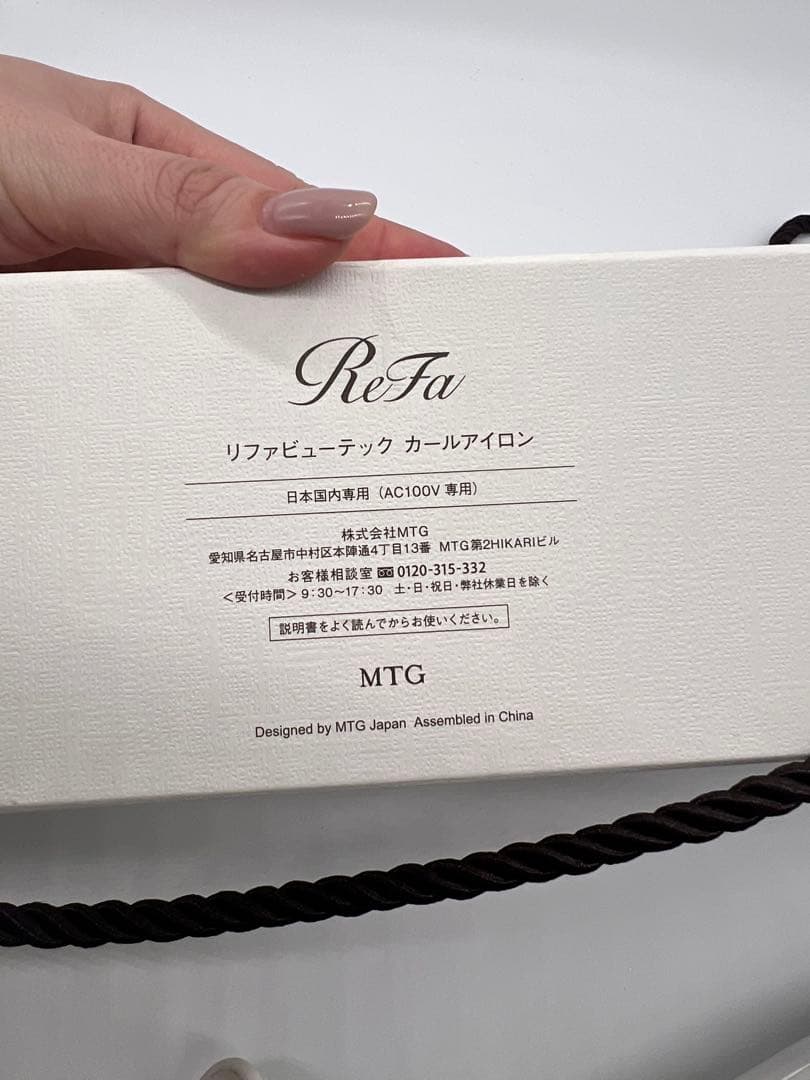 ReFa
リファビューテック カールアイロン
日本国内専用（AC100V 専用）
株式会社MTG
愛知県名古屋市中村区本陣通4丁目13番 MTG第2HIKARIビル
お客様相談室 0120-315-332
＜受付時間＞9:30～17:30 土・日・祝日・弊社休業日を除く
説明書をよく読んでからお使いください。
MTG
Designed by MTG Japan Assembled in China